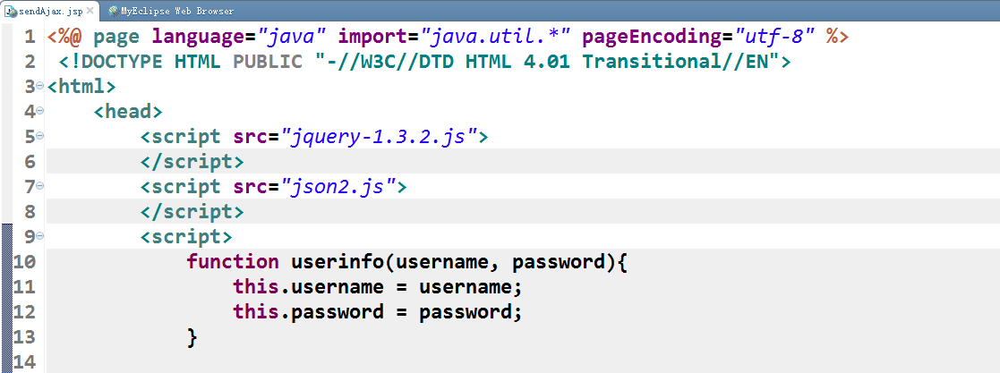 sendAjax.jsp MyEclipse Web Browser
1 <%@ page language="java" import="java.util.*" pageEncoding="utf-8" %>
2 <!DOCTYPE HTML PUBLIC "-//W3C//DTD HTML 4.01 Transitional//EN">
3 <html>
4 <head>
5 <script src="jquery-1.3.2.js">
6 </script>
7 <script src="json2.js">
8 </script>
9 <script>
10 function userinfo(username, password){
11 this.username = username;
12 this.password = password;
13 }
14